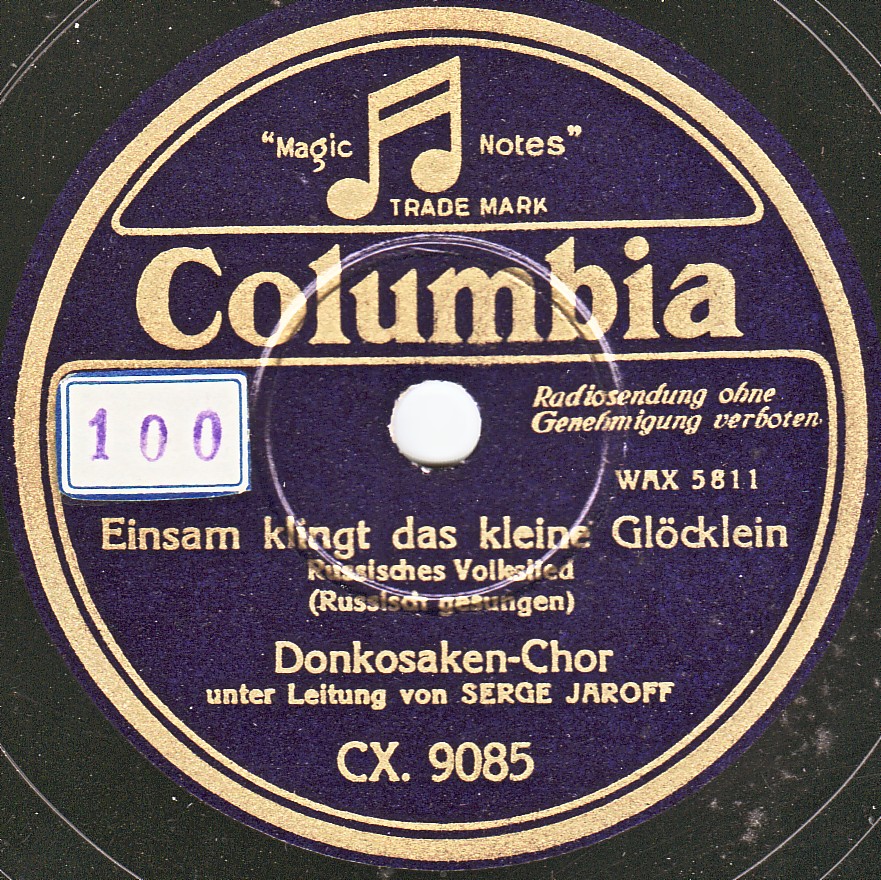 “Magic Notes”
TRADE MARK
Columbia
100
Radiosendung ohne
Genehmigung verboten
WAX 5811
Einsam klingt das kleine Glöcklein
Russisches Volkslied
(Russisch gesungen)
Donkosaken-Chor
unter Leitung von SERGE JAROFF
CX. 9085